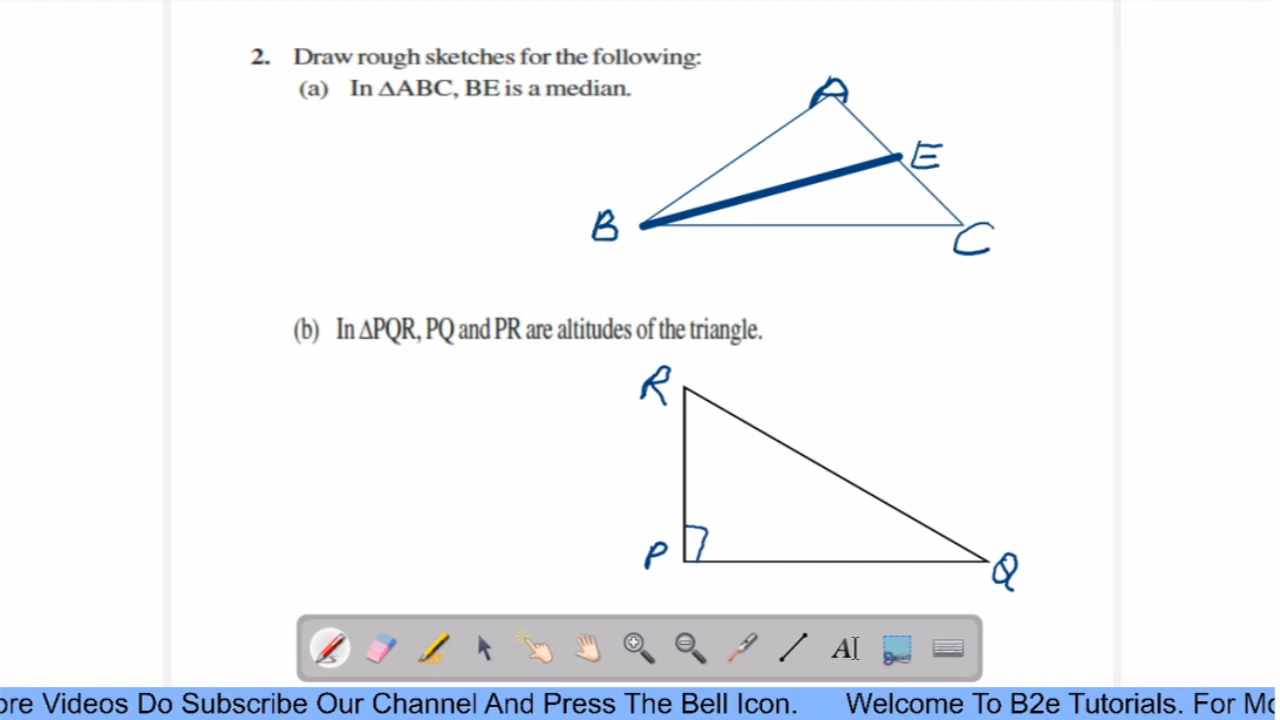 2. Draw rough sketches for the following:
(a) In ΔABC, BE is a median.
A
E
B
C
(b) In ΔPQR, PQ and PR are altitudes of the triangle.
R
P
Q
AI
ore Videos Do Subscribe Our Channel And Press The Bell Icon. Welcome To B2e Tutorials. For Mo